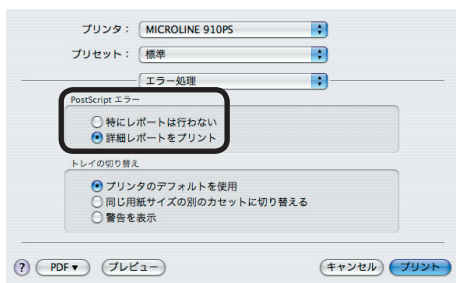 プリンタ： MICROLINE 910PS
プリセット： 標準
エラー処理
PostScript エラー
特にレポートは行わない
詳細レポートをプリント
トレイの切り替え
プリンタのデフォルトを使用
同じ用紙サイズの別のカセットに切り替える
警告を表示
? PDF▼ プレビュー キャンセル プリント